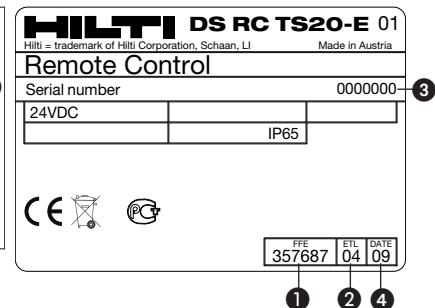 HILTI DS RC TS20-E 01
Hilti = trademark of Hilti Corporation, Schaan, LI Made in Austria
Remote Control
Serial number 0000000 3
24VDC
IP65
CE PCT
FFE ETL DATE
357687 04 09
1 2 4